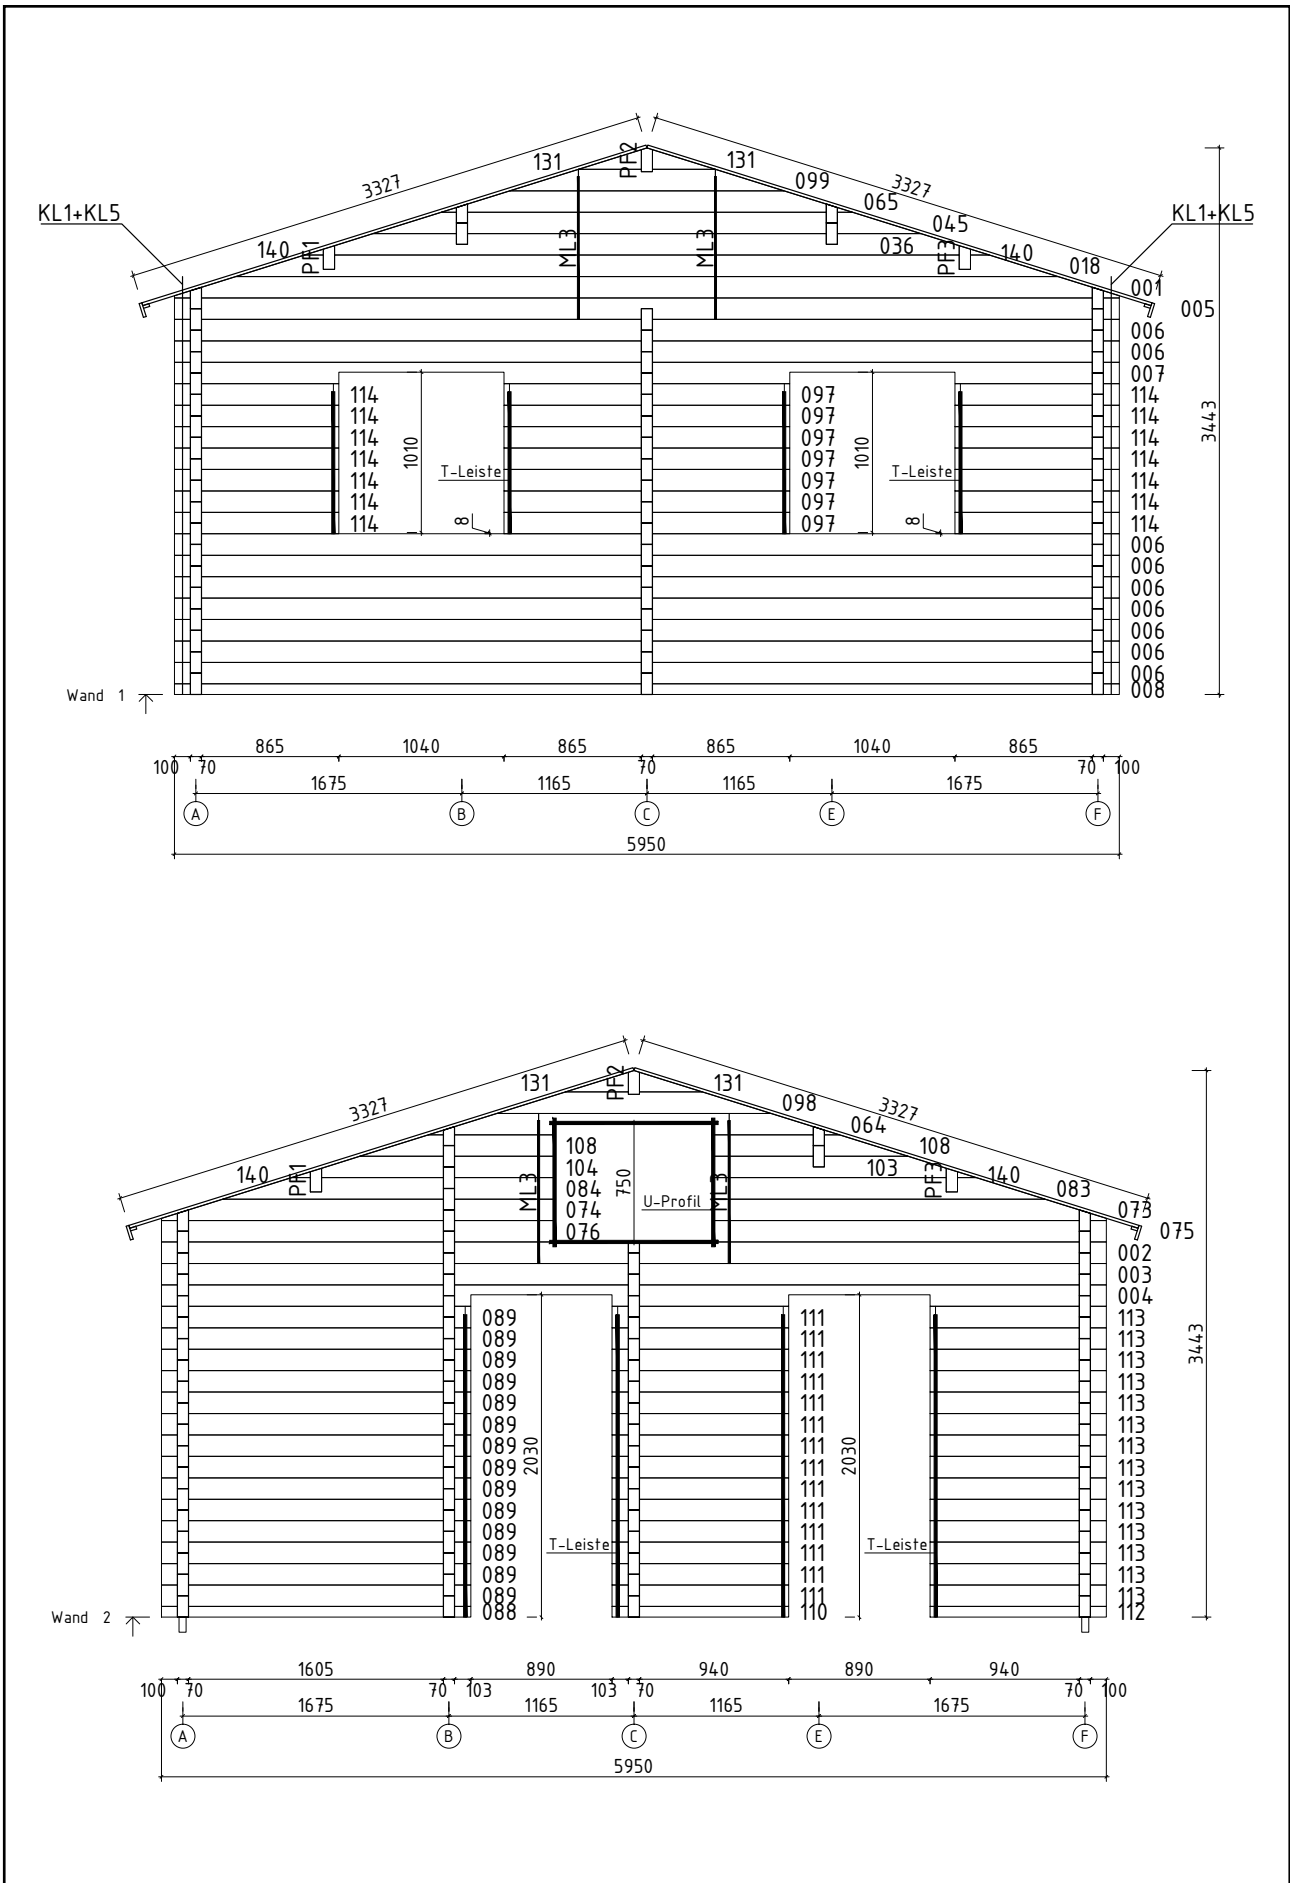 3327 131 PF2 131 3327
099
KL1+KL5 065 KL1+KL5
045
140 PF1 ML3 ML3 036 PF3 140
018
001
005
006
006
007
114 097 114
114 097 114
114 1010 097 1010 114
114 097 114
114 T-Leiste 097 T-Leiste 114
114 097 114
114 8 097 8 114
3443
006
006
006
006
006
006
006
Wand 1 008
865 1040 865 865 1040 865
100 70 70 70 100
1675 1165 1165 1675
A B C E F
5950
3327 131 PF2 131 3327
098
064
108 108
140 PF1 104 103 PF3 140
ML3 084 750 U-Profil ML3 083
074 073
076 075
002
003
004
089 111 113
089 111 113
089 111 113
089 111 113
089 111 113
089 111 113
089 2030 111 2030 113
089 111 113
089 111 113
089 111 113
089 111 113
089 T-Leiste 111 T-Leiste 113
089 111 113
089 111 113
3443
Wand 2 088 110 112
1605 890 940 890 940
100 70 70 103 103 70 70 100
1675 1165 1165 1675
A B C E F
5950